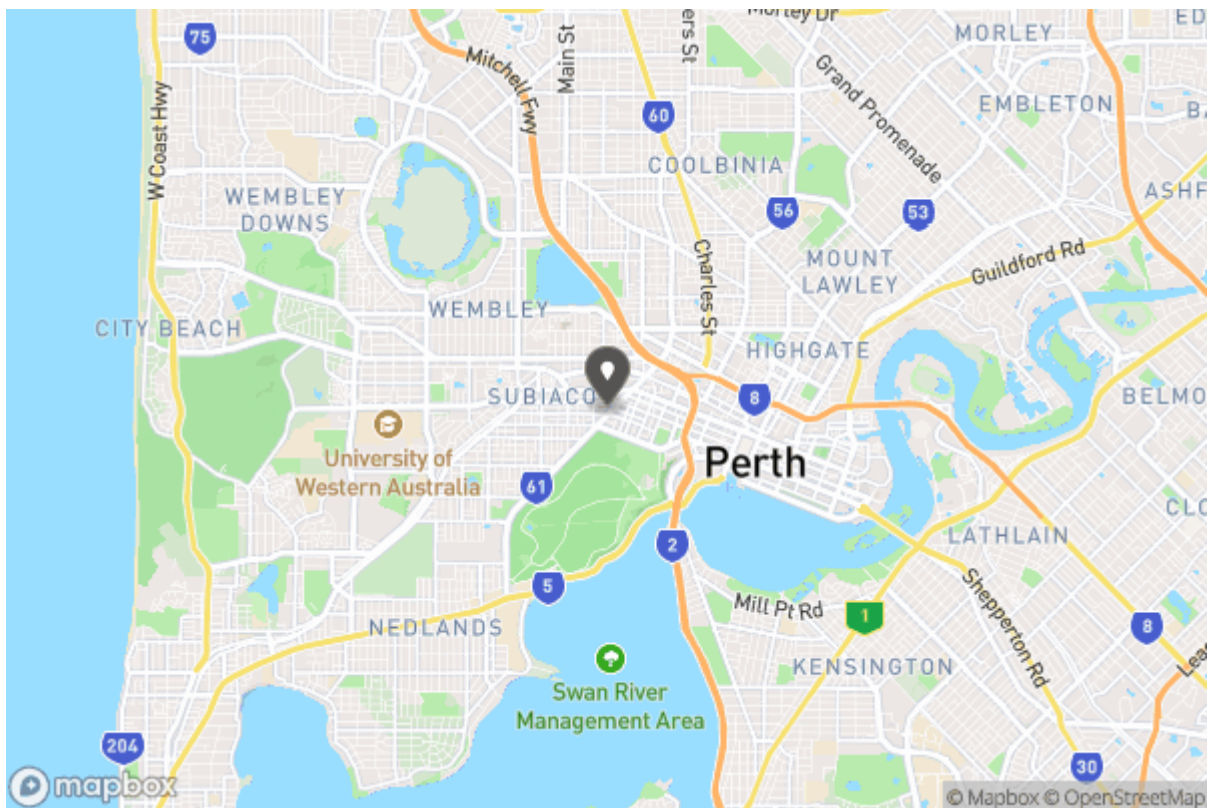 Morley Dr
75
MORLEY
ED
Main St
ers St
Mitchell Fwy
Grand Promenade
EMBLETON
BA
60
W Coast Hwy
COOLBINIA
WEMBLEY
DOWNS
56
53
ASHF
MOUNT
LAWLEY
Guildford Rd
Charles St
WEMBLEY
CITY BEACH
HIGHGATE
SUBIACO
8
BELMO
University of
Western Australia
Perth
61
CLO
LATHLAIN
2
5
Mill Pt Rd
1
Shepperton Rd
NEDLANDS
8
KENSINGTON
Lea
Swan River
Management Area
204
30
mapbox
© Mapbox © OpenStreetMap